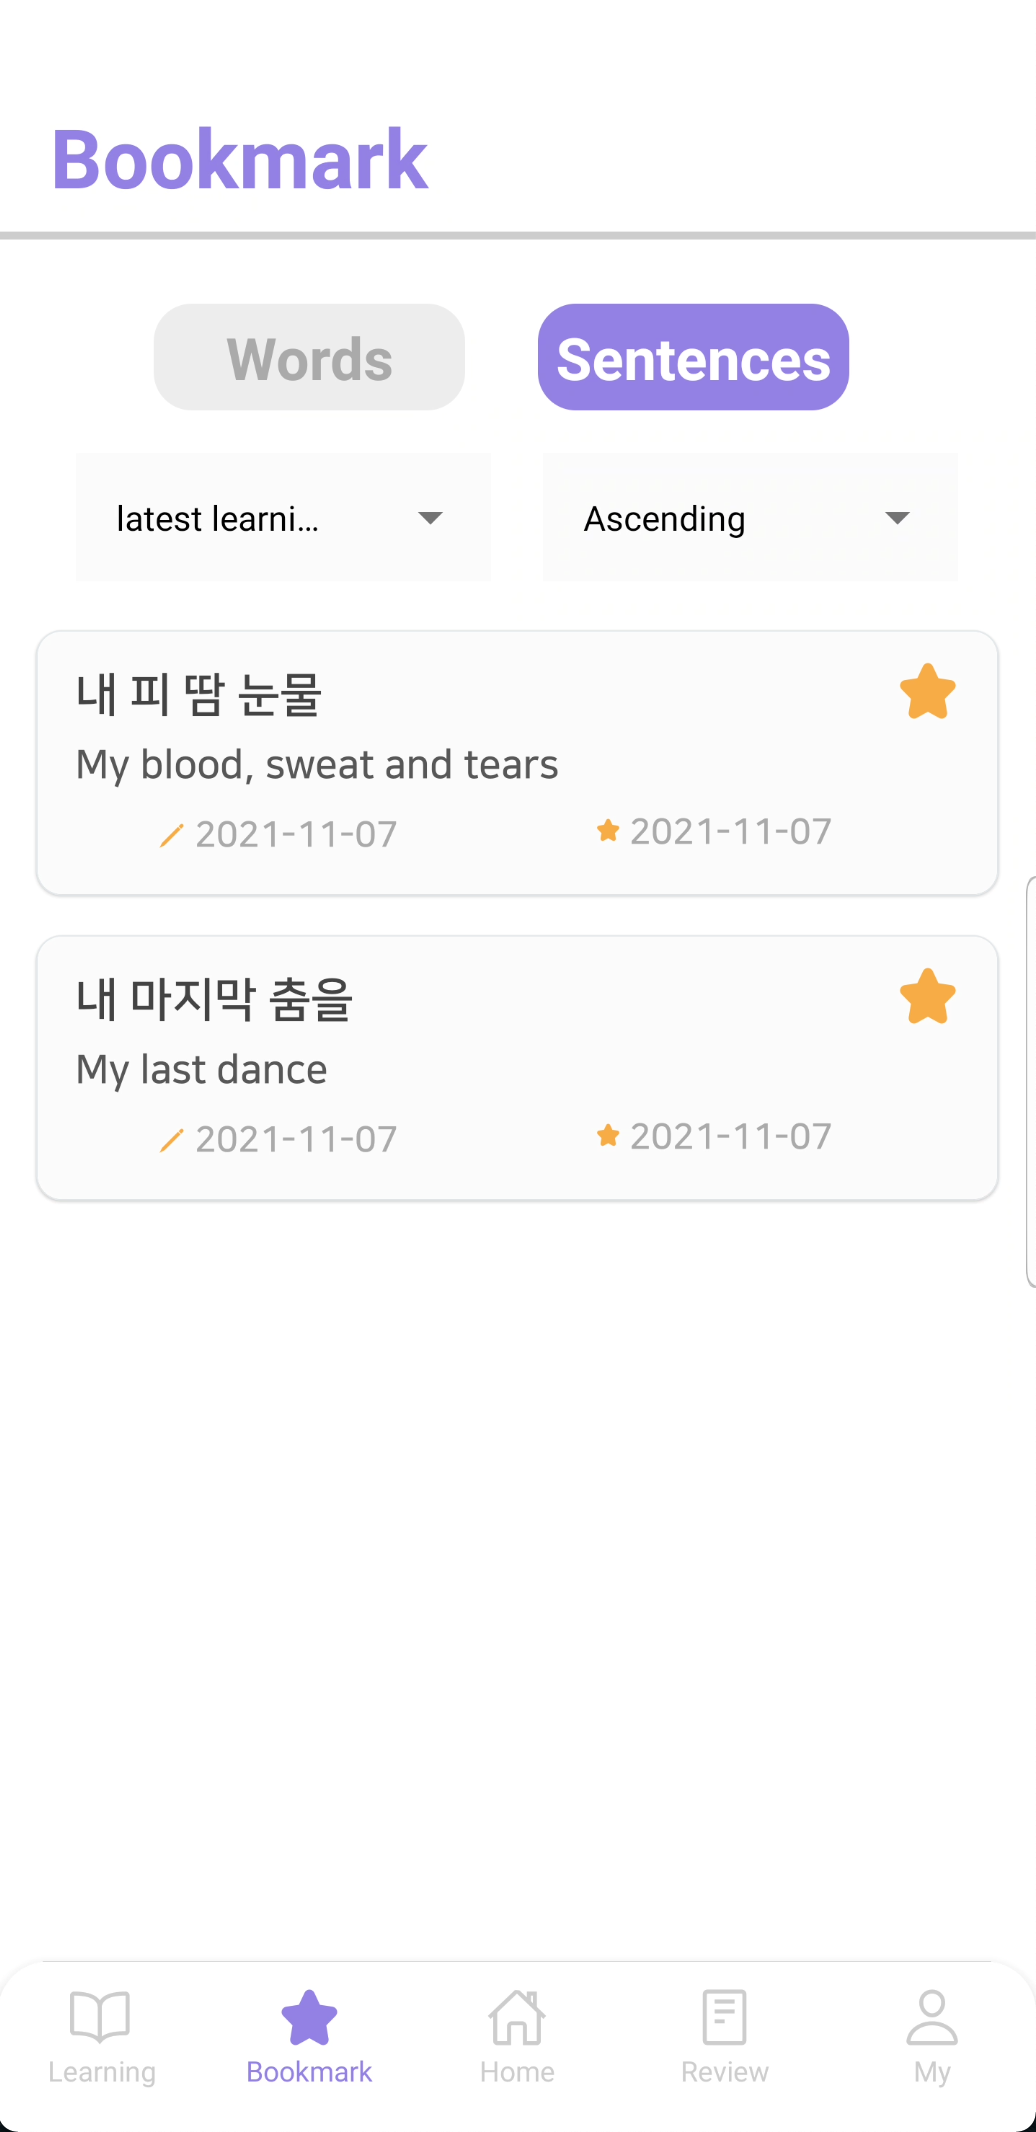 Bookmark
Words Sentences
latest learni... Ascending
내 피 땀 눈물
My blood, sweat and tears
2021-11-07 2021-11-07
내 마지막 춤을
My last dance
2021-11-07 2021-11-07
Learning Bookmark Home Review My